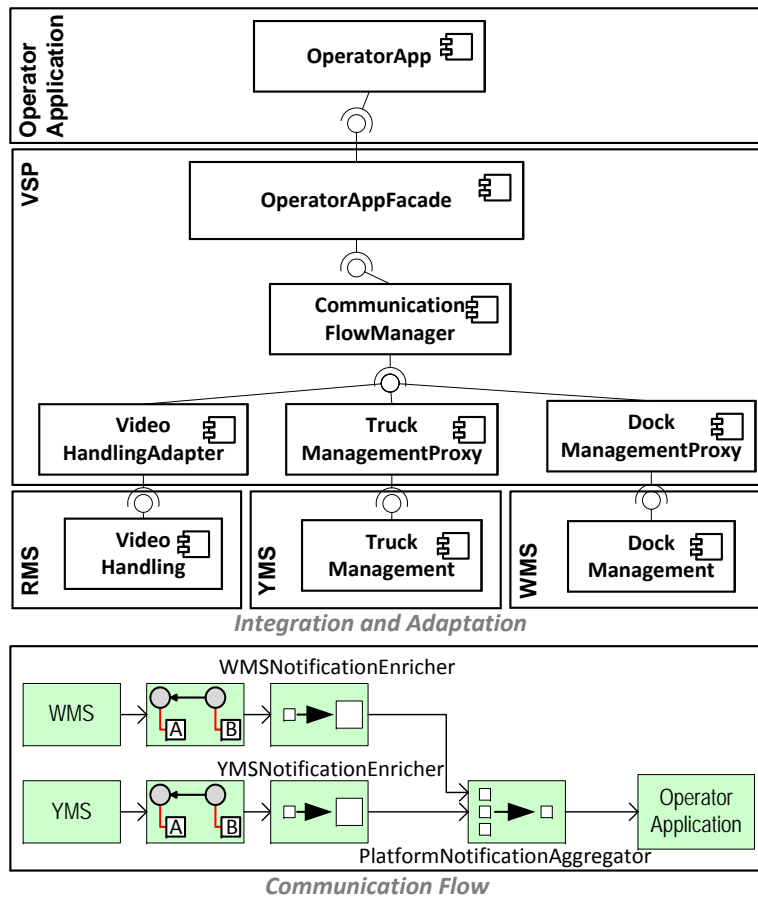 Operator
Application
OperatorApp
VSP
OperatorAppFacade
Communication
FlowManager
Video
HandlingAdapter
Truck
ManagementProxy
Dock
ManagementProxy
RMS
Video
Handling
YMS
Truck
Management
WMS
Dock
Management
Integration and Adaptation
WMSNotificationEnricher
WMS
A
B
YMSNotificationEnricher
YMS
A
B
Operator
Application
PlatformNotificationAggregator
Communication Flow